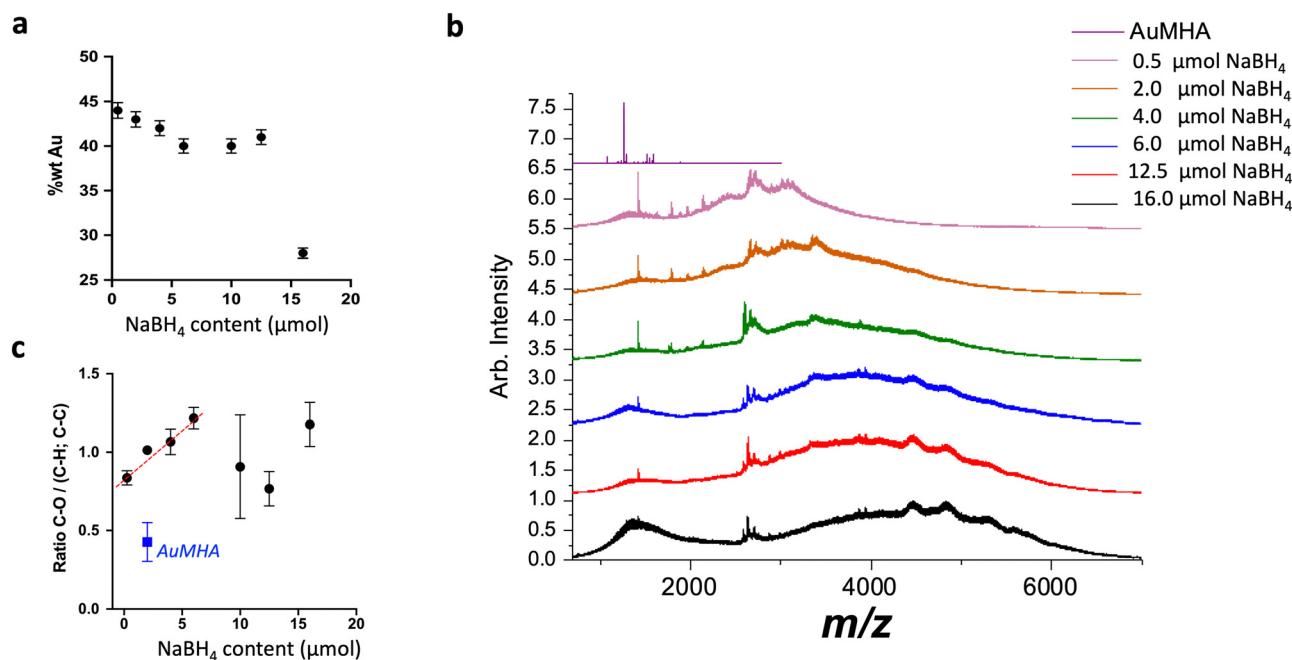 a
50
45
40
35
30
25
%wt Au
0
5
10
15
20
NaBH4 content (µmol)
b
AuMHA
0.5 µmol NaBH4
2.0 µmol NaBH4
4.0 µmol NaBH4
6.0 µmol NaBH4
12.5 µmol NaBH4
16.0 µmol NaBH4
7.5
7.0
6.5
6.0
5.5
5.0
4.5
4.0
3.5
3.0
2.5
2.0
1.5
1.0
0.5
0.0
Arb. Intensity
2000
4000
6000
m/z
c
1.5
1.0
0.5
0.0
Ratio C-O / (C-H; C-C)
AuMHA
0
5
10
15
20
NaBH4 content (µmol)